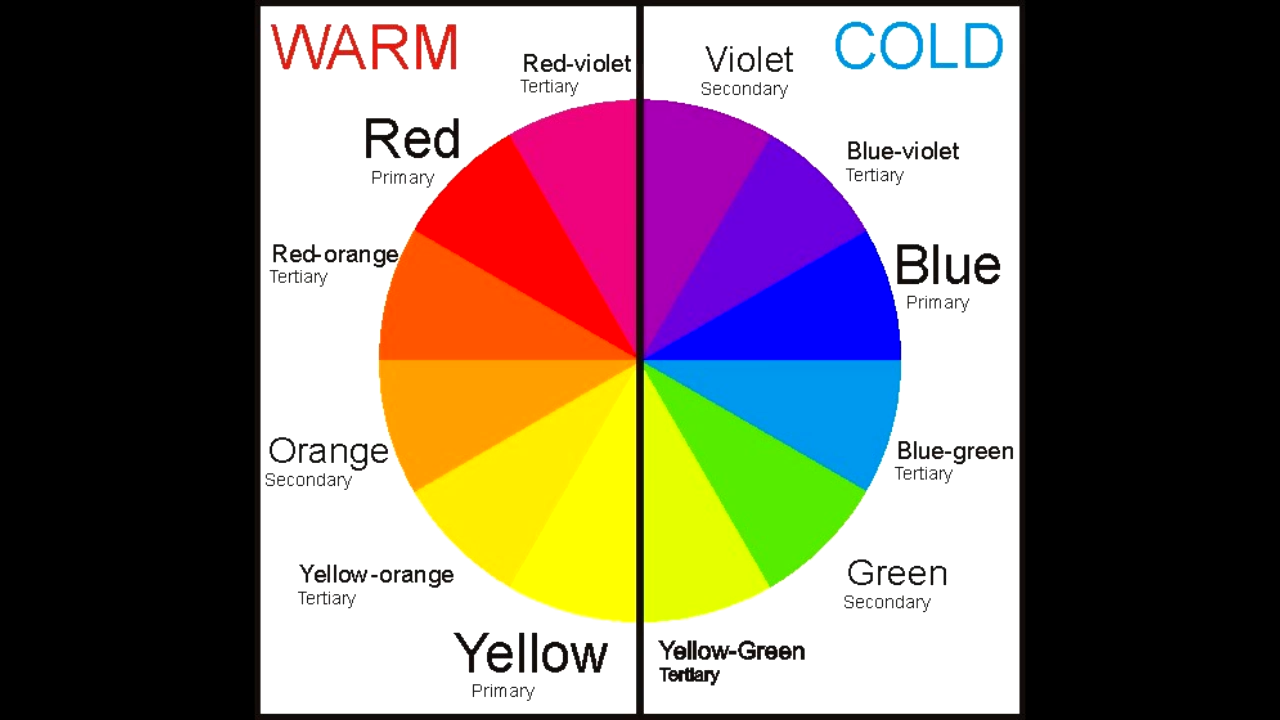 WARM
COLD
Red-violet
Tertiary
Violet
Secondary
Red
Primary
Blue-violet
Tertiary
Red-orange
Tertiary
Blue
Primary
Orange
Secondary
Blue-green
Tertiary
Yellow-orange
Tertiary
Green
Secondary
Yellow
Primary
Yellow-Green
Tertiary